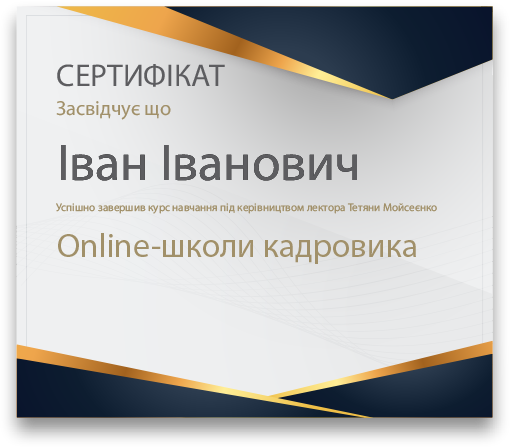 СЕРТИФІКАТ
Засвідчує що
Іван Іванович
Успішно завершив курс навчання під керівництвом лектора Тетяни Мойсеєнко
Online-школи кадровика